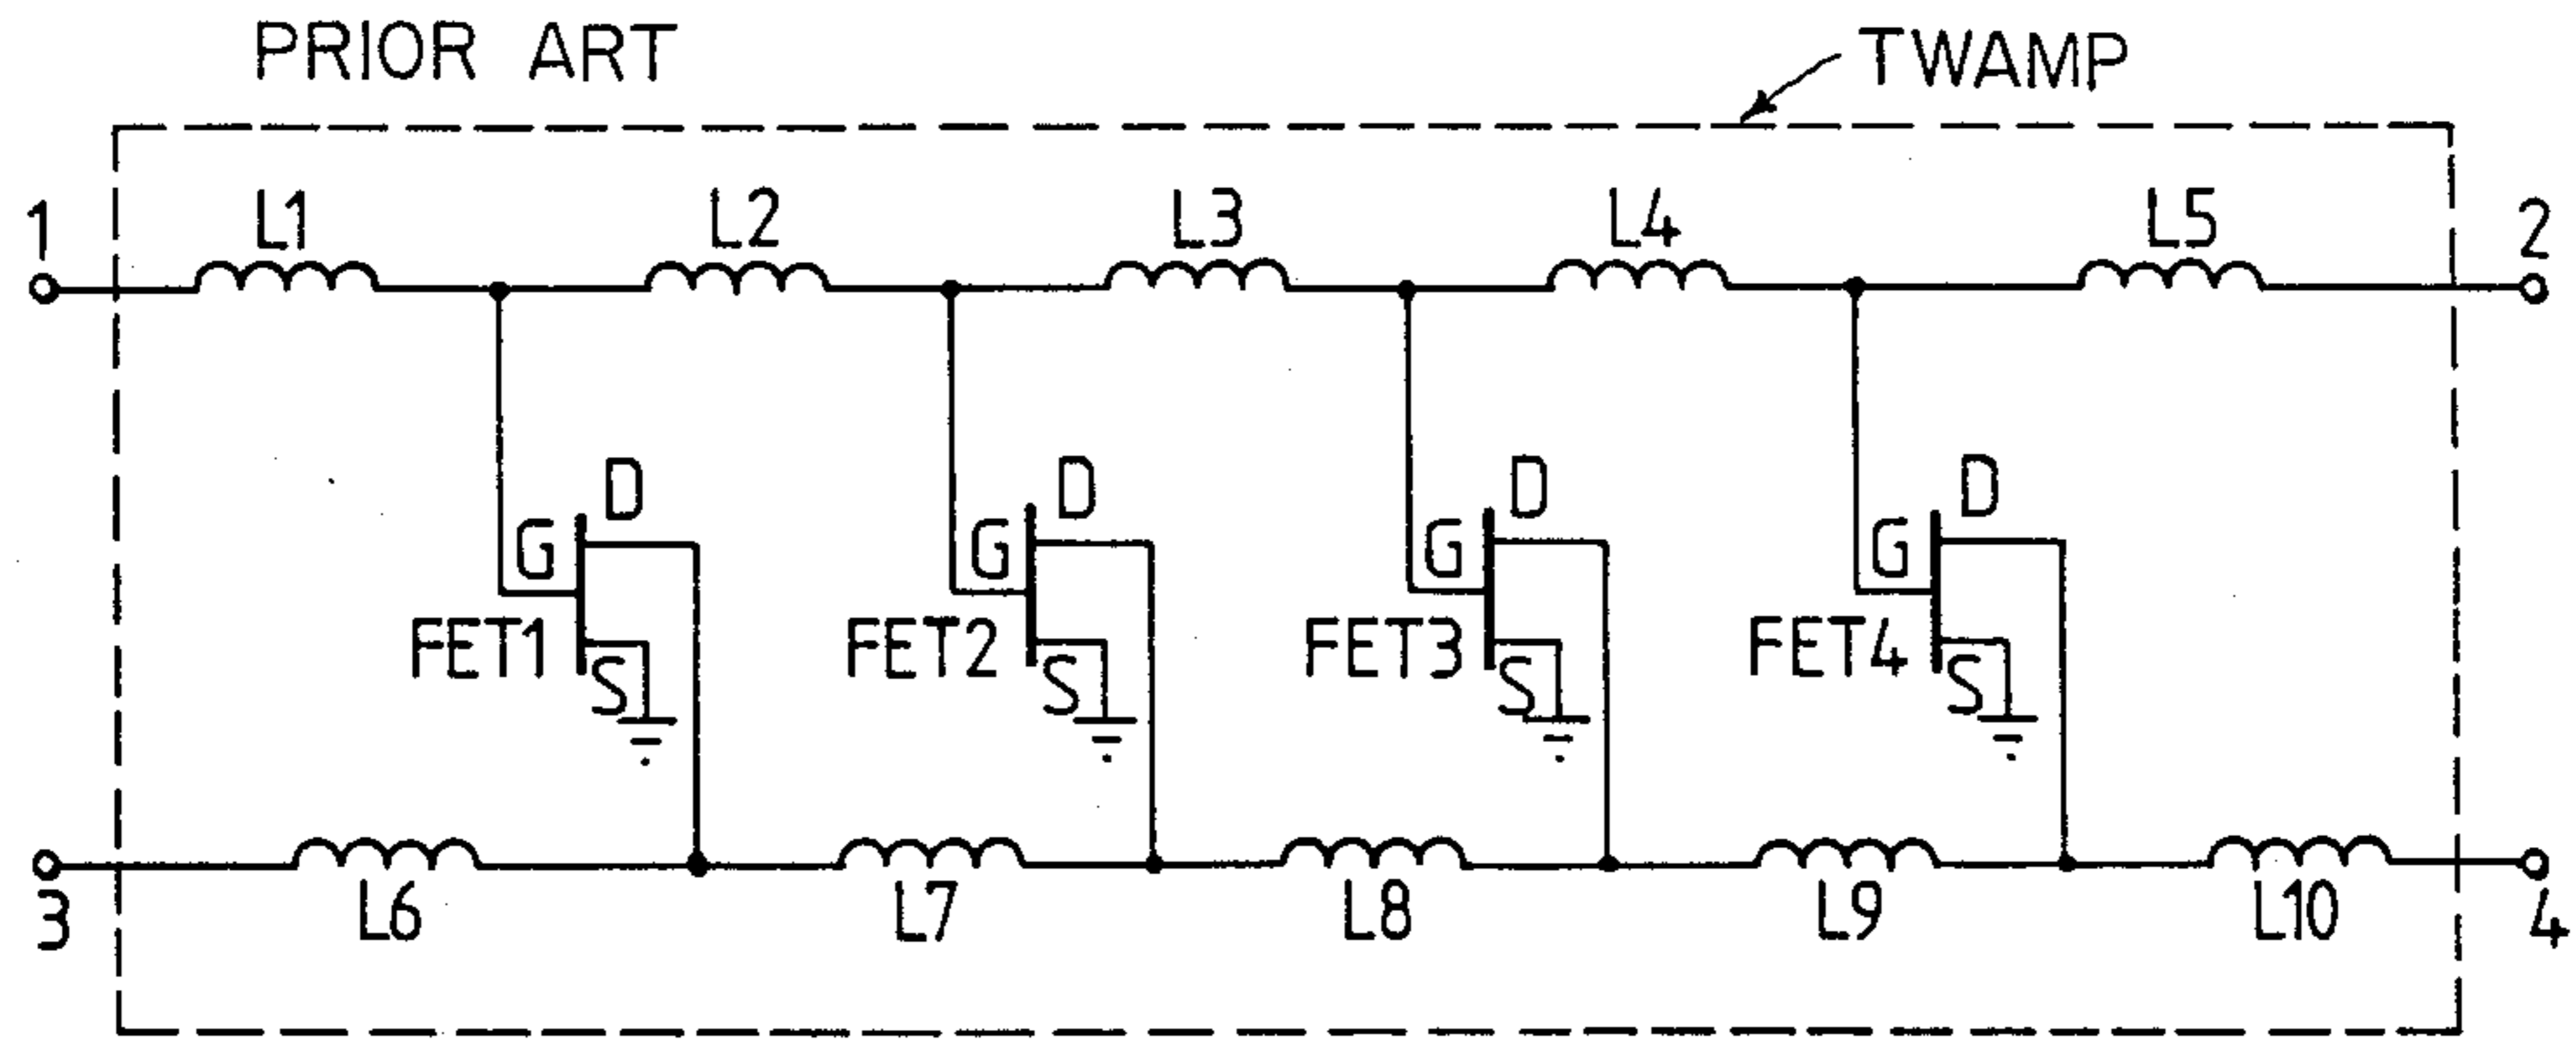 PRIOR ART
TWAMP
1 L1 L2 L3 L4 L5 2
D D D D
G G G G
FET1 FET2 FET3 FET4
S S S S
3 L6 L7 L8 L9 L10 4